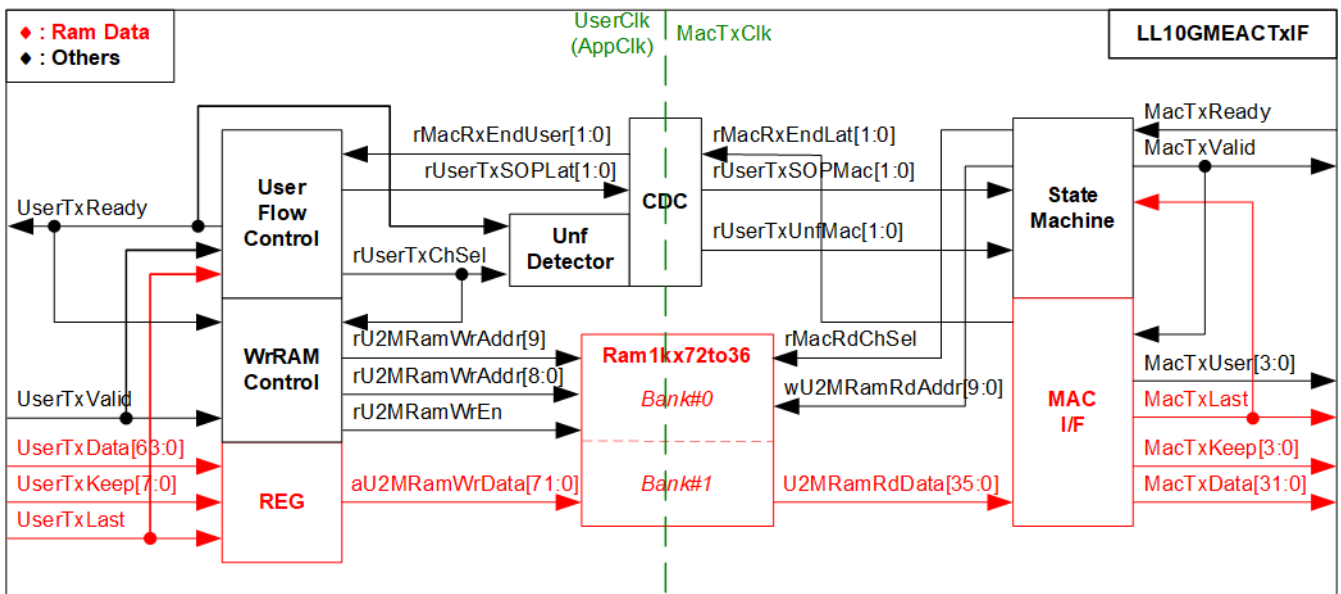 ♦ : Ram Data
♦ : Others
UserClk
(AppClk)
MacTxClk
LL10GMEACTxIF
MacTxReady
MacTxValid
rMacRxEndUser[1:0]
rMacRxEndLat[1:0]
rUserTxSOPLat[1:0]
rUserTxSOPMac[1:0]
User
Flow
Control
CDC
State
Machine
UserTxReady
Unf
Detector
rUserTxUnfMac[1:0]
rUserTxChSel
WrRAM
Control
rU2MRamWrAddr[9]
rU2MRamWrAddr[8:0]
rU2MRamWrEn
Ram1kx72to36
Bank#0
Bank#1
rMacRdChSel
wU2MRamRdAddr[9:0]
MAC
I/F
MacTxUser[3:0]
MacTxLast
MacTxKeep[3:0]
MacTxData[31:0]
UserTxValid
UserTxData[63:0]
UserTxKeep[7:0]
UserTxLast
REG
aU2MRamWrData[71:0]
U2MRamRdData[35:0]